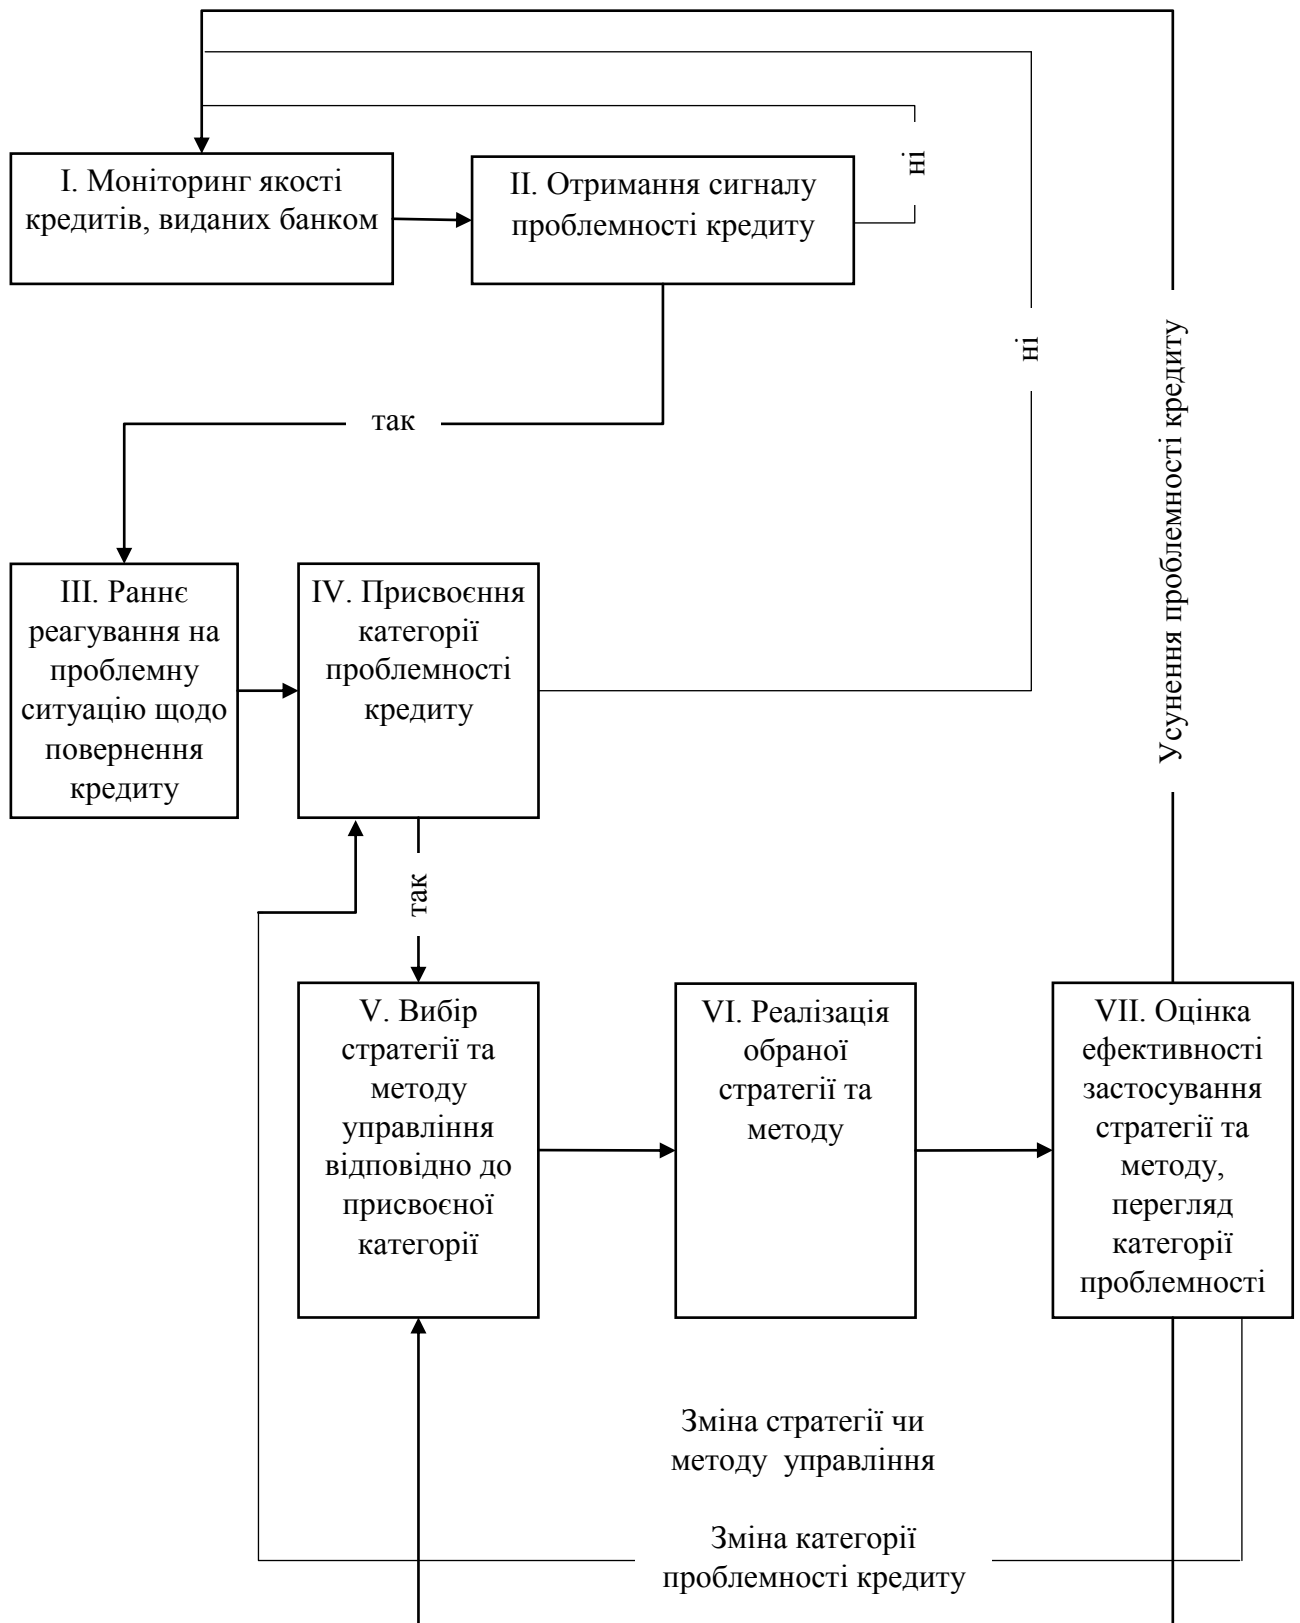 I. Моніторинг якості
кредитів, виданих банком
II. Отримання сигналу
проблемності кредиту
ні
ні
Усунення проблемності кредиту
так
III. Раннє
реагування на
проблемну
ситуацію щодо
повернення
кредиту
IV. Присвоєння
категорії
проблемності
кредиту
так
V. Вибір
стратегії та
методу
управління
відповідно до
присвоєної
категорії
VI. Реалізація
обраної
стратегії та
методу
VII. Оцінка
ефективності
застосування
стратегії та
методу,
перегляд
категорії
проблемності
Зміна стратегії чи
методу управління
Зміна категорії
проблемності кредиту